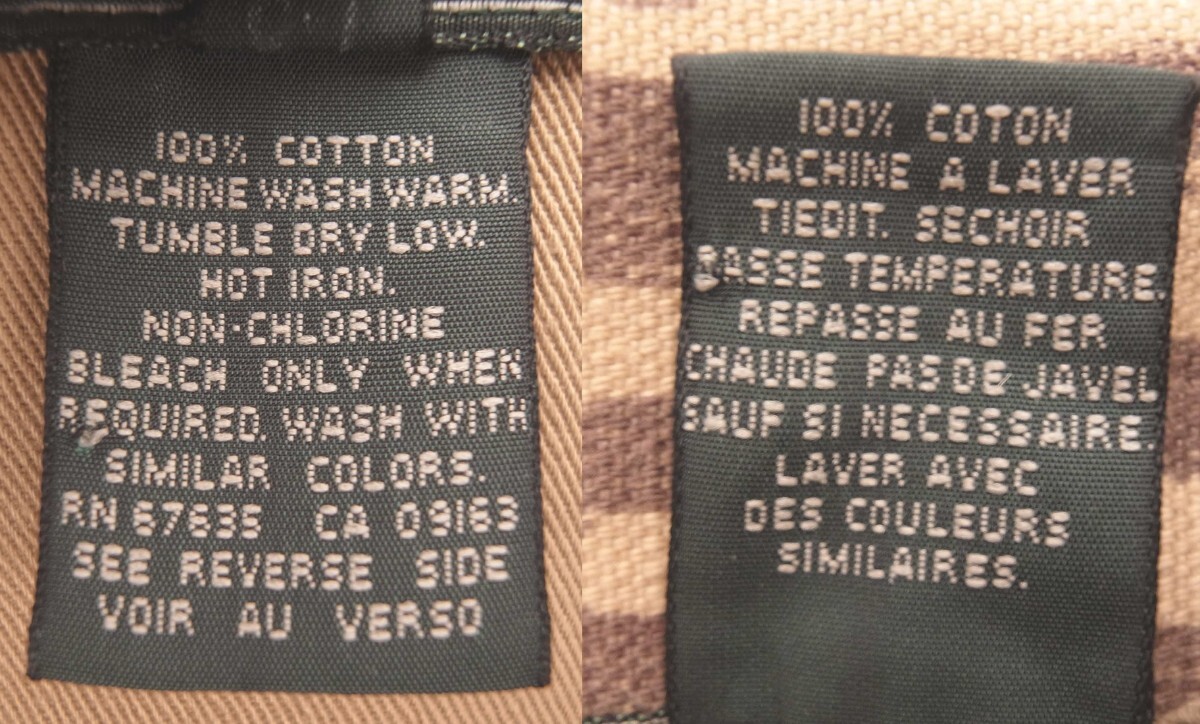 100% COTTON
MACHINE WASH WARM.
TUMBLE DRY LOW.
HOT IRON.
NON-CHLORINE
BLEACH ONLY WHEN
REQUIRED. WASH WITH
SIMILAR COLORS.
RN 67835 CA 09163
SEE REVERSE SIDE
VOIR AU VERSO
100% COTON
MACHINE A LAVER
TIEDIT. SECHOIR
BASSE TEMPERATURE.
REPASSE AU FER
CHAUDE PAS DE JAVEL
SAUF SI NECESSAIRE.
LAVER AVEC
DES COULEURS
SIMILAIRES.